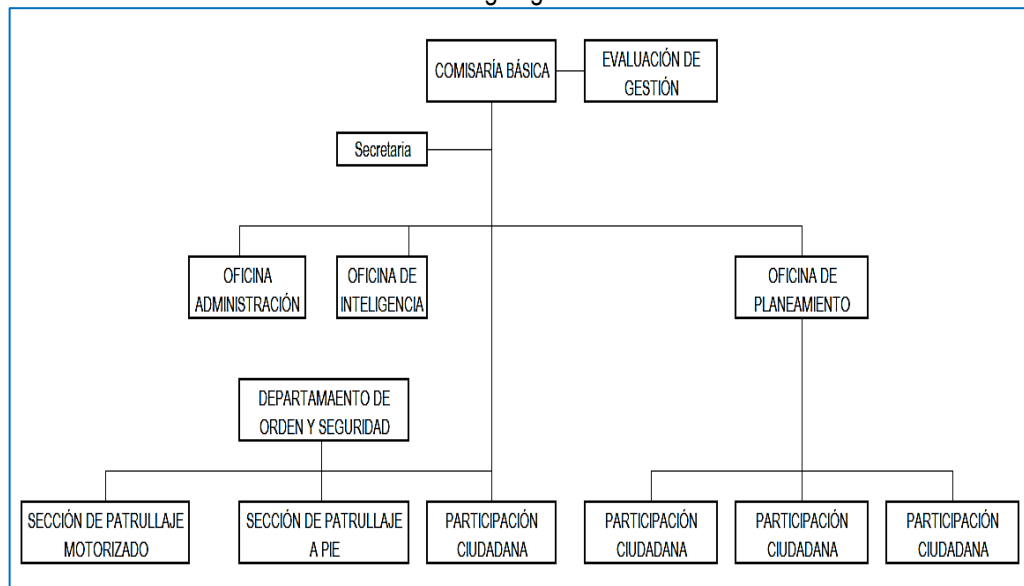 COMISARÍA BÁSICA
EVALUACIÓN DE
GESTIÓN
Secretaria
OFICINA
ADMINISTRACIÓN
OFICINA DE
INTELIGENCIA
OFICINA DE
PLANEAMIENTO
DEPARTAMAENTO DE
ORDEN Y SEGURIDAD
SECCIÓN DE PATRULLAJE
MOTORIZADO
SECCIÓN DE PATRULLAJE
A PIE
PARTICIPACIÓN
CIUDADANA
PARTICIPACIÓN
CIUDADANA
PARTICIPACIÓN
CIUDADANA
PARTICIPACIÓN
CIUDADANA